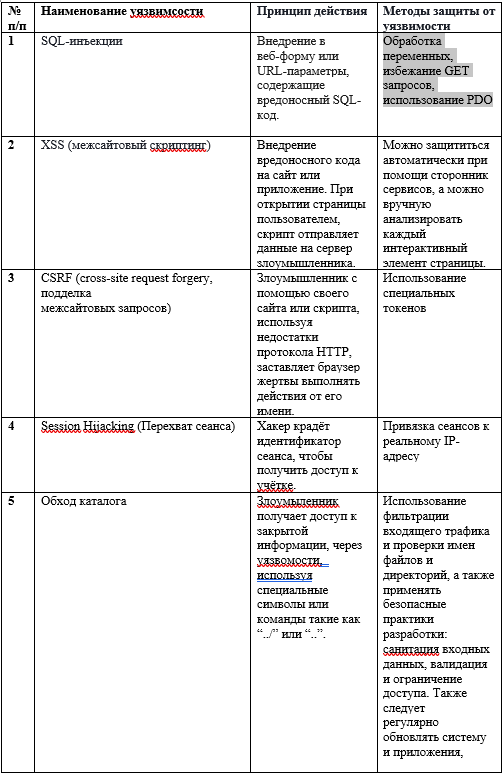 № п/п
Наименование уязвимсости
Принцип действия
Методы защиты от уязвимости
1
SQL-инъекции
Внедрение в
веб-форму или
URL-параметры,
содержащие
вредоносный SQL-
код.
Обработка
переменных,
избежание GET
запросов,
использование PDO
2
XSS (межсайтовый скриптинг)
Внедрение
вредоносного кода
на сайт или
приложение. При
открытии страницы
пользователем,
скрипт отправляет
данные на сервер
злоумышленника.
Можно защититься
автоматически при
помощи сторонник
сервисов, а можно
вручную
анализировать
каждый
интерактивный
элемент страницы.
3
CSRF (cross-site request forgery,
подделка
межсайтовых запросов)
Злоумышленник с
помощью своего
сайта или скрипта,
используя
недостатки
протокола HTTP,
заставляет браузер
жертвы выполнять
действия от его
имени.
Использование
специальных
токенов
4
Session Hijacking (Перехват сеанса)
Хакер крадёт
идентификатор
сеанса, чтобы
получить доступ к
учётке.
Привязка сеансов к
реальному IP-
адресу
5
Обход каталога
Злоумыленник
получает доступ к
закрытой
информации, через
уязвомости,
используя
специальные
символы или
команды такие как
“../” или “..”.
Использование
фильтрации
входящего трафика
и проверки имен
файлов и
директорий, а также
применять
безопасные
практики
разработки:
санитация входных
данных, валидация
и ограничение
доступа. Также
следует
регулярно
обновлять систему
и приложения,